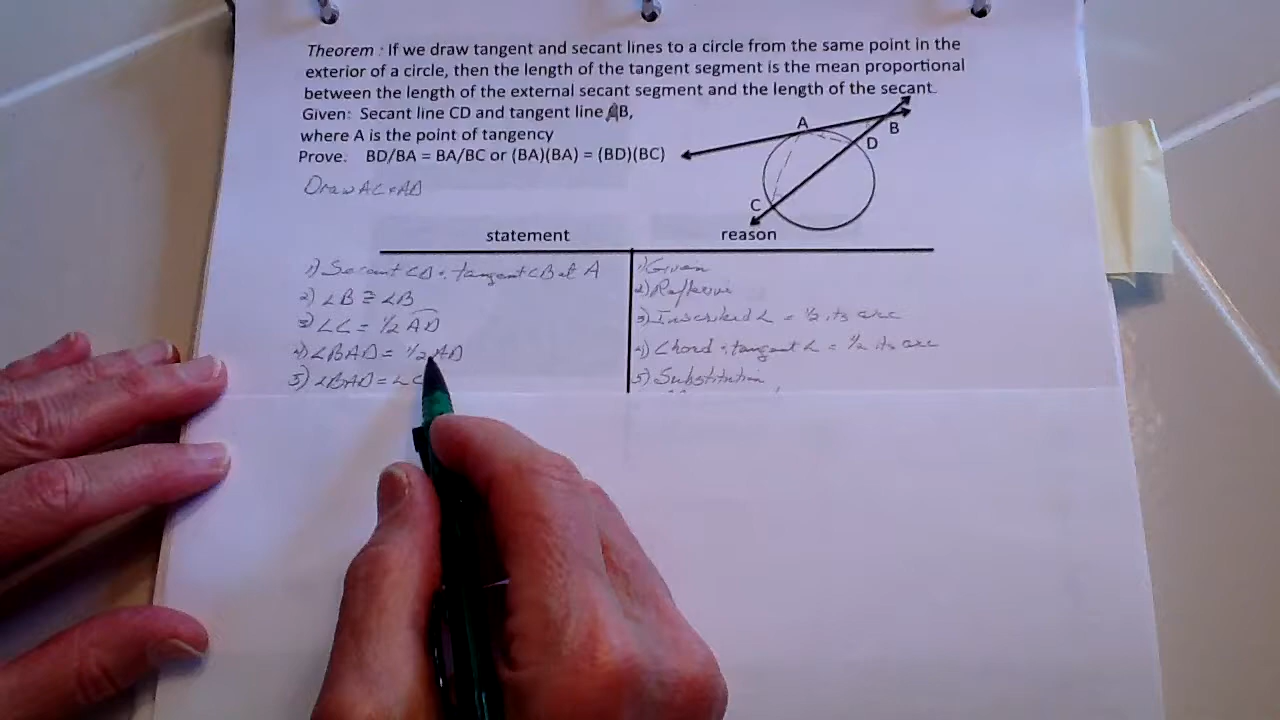 Theorem : If we draw tangent and secant lines to a circle from the same point in the
exterior of a circle, then the length of the tangent segment is the mean proportional
between the length of the external secant segment and the length of the secant.
Given: Secant line CD and tangent line AB,
where A is the point of tangency
Prove: BD/BA = BA/BC or (BA)(BA) = (BD)(BC)
Draw AC + AD
A
B
D
C
statement
reason
1) Secant CB + tangent AB at A
1) Given
2) ∠B ≅ ∠B
2) Reflexive
3) ∠C = 1/2 AD
3) Inscribed ∠ = 1/2 its arc
4) ∠BAD = 1/2 AD
4) Chord + tangent ∠ = 1/2 its arc
5) ∠BAD = ∠C
5) Substitution